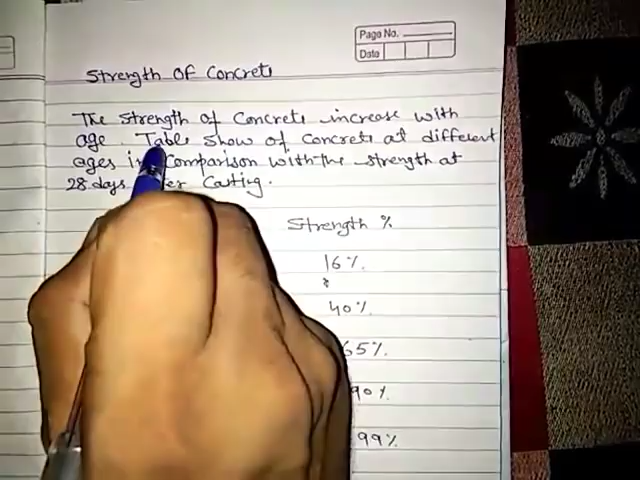 Page No.
Date
Strength OF Concrete
The Strength of Concrete increase with
age. Table show of Concrete at different
ages in Comparison with the strength at
28 days Casting.
Strength %
16%.
40%
65%.
90%
99%